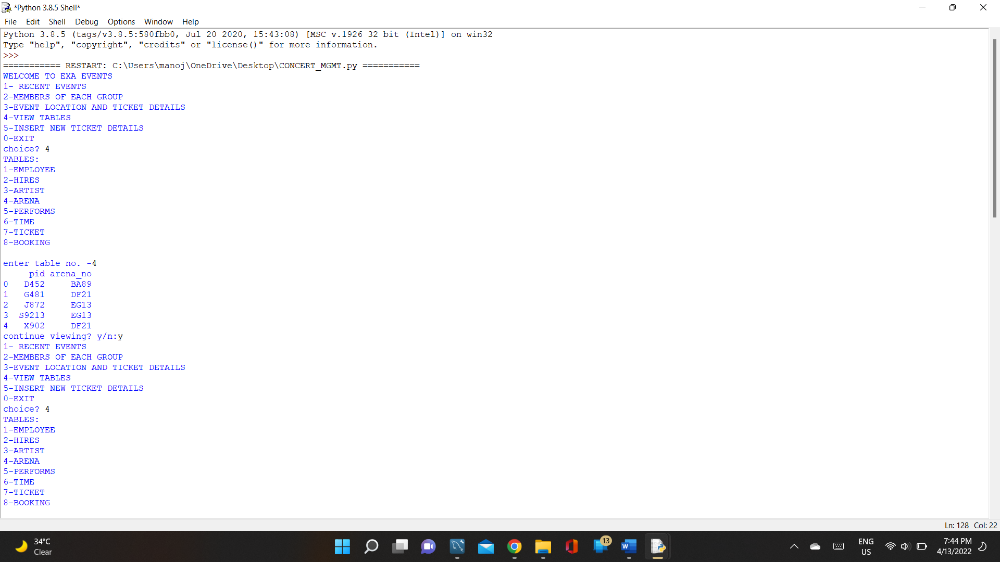 *Python 3.8.5 Shell*
File Edit Shell Debug Options Window Help
Python 3.8.5 (tags/v3.8.5:580fbb0, Jul 20 2020, 15:43:08) [MSC v.1926 32 bit (Intel)] on win32
Type "help", "copyright", "credits" or "license()" for more information.
>>>
=========== RESTART: C:\Users\manoj\OneDrive\Desktop\CONCERT_MGMT.py ===========
WELCOME TO EXA EVENTS
1- RECENT EVENTS
2-MEMBERS OF EACH GROUP
3-EVENT LOCATION AND TICKET DETAILS
4-VIEW TABLES
5-INSERT NEW TICKET DETAILS
0-EXIT
choice? 4
TABLES:
1-EMPLOYEE
2-HIRES
3-ARTIST
4-ARENA
5-PERFORMS
6-TIME
7-TICKET
8-BOOKING
enter table no. -4
pid arena_no
0 D452 BA89
1 G481 DF21
2 J872 EG13
3 S9213 EG13
4 X902 DF21
continue viewing? y/n:y
1- RECENT EVENTS
2-MEMBERS OF EACH GROUP
3-EVENT LOCATION AND TICKET DETAILS
4-VIEW TABLES
5-INSERT NEW TICKET DETAILS
0-EXIT
choice? 4
TABLES:
1-EMPLOYEE
2-HIRES
3-ARTIST
4-ARENA
5-PERFORMS
6-TIME
7-TICKET
8-BOOKING
Ln: 128 Col: 22
34°C
Clear
13
W
ENG
US
7:44 PM
4/13/2022